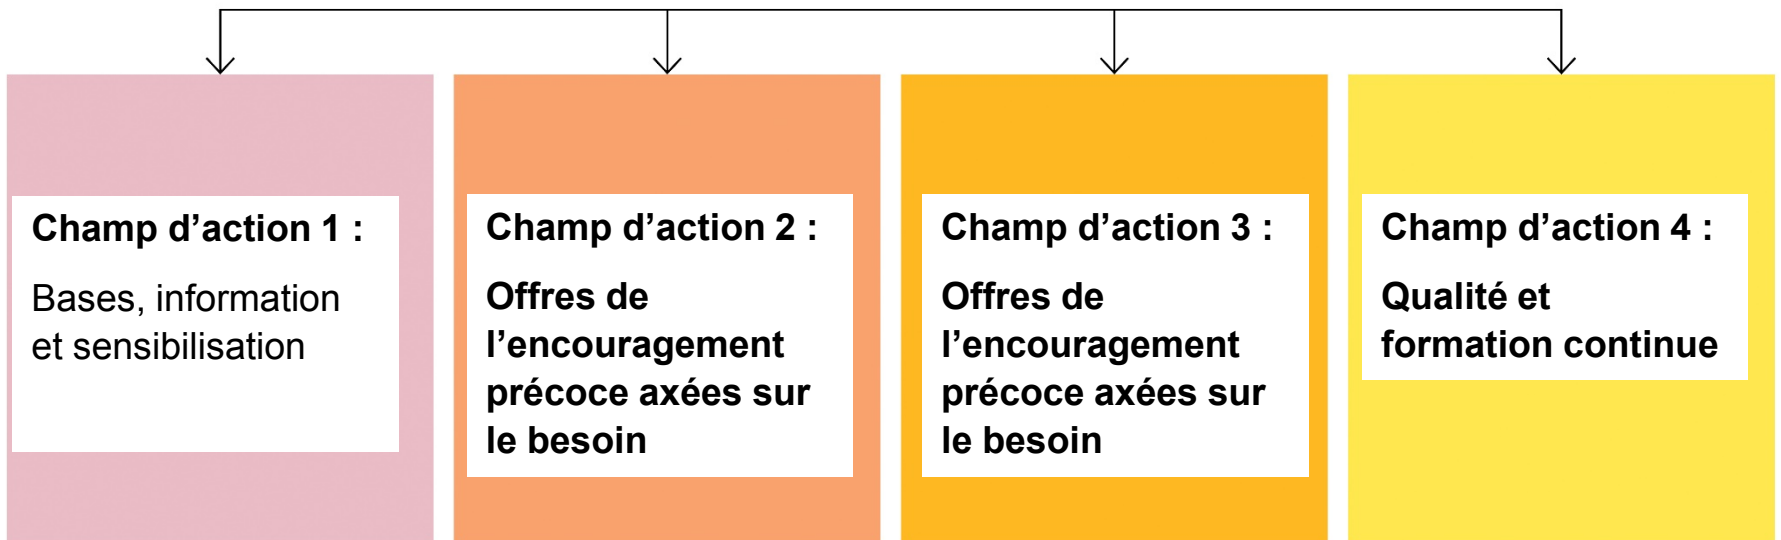 Champ d’action 1 :
Bases, information
et sensibilisation
Champ d’action 2 :
Offres de
l’encouragement
précoce axées sur
le besoin
Champ d’action 3 :
Offres de
l’encouragement
précoce axées sur
le besoin
Champ d’action 4 :
Qualité et
formation continue